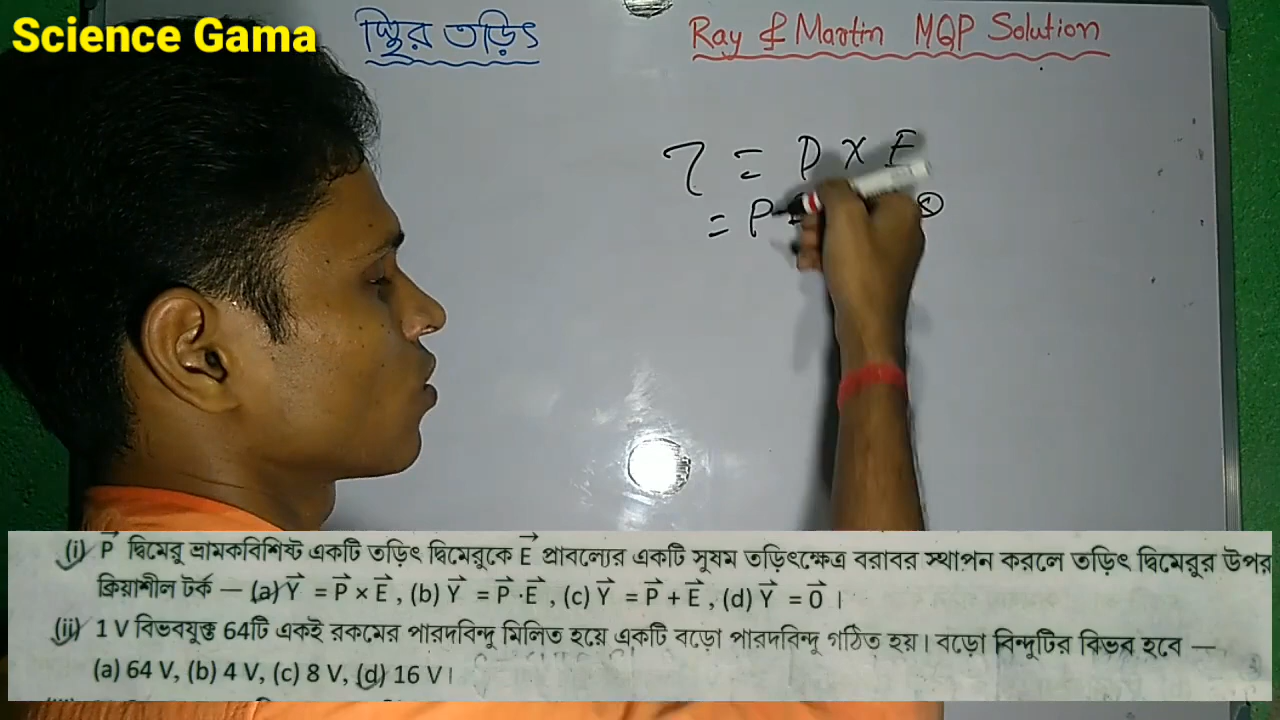 Science Gama
স্থির তড়িৎ
Ray & Martin MQP Solution
τ = P × E
= P
(i) P⃗ দ্বিমেরু ভ্রামকবিশিষ্ট একটি তড়িৎ দ্বিমেরুকে E⃗ প্রাবল্যের একটি সুষম তড়িৎক্ষেত্র বরাবর স্থাপন করলে তড়িৎ দ্বিমেরুর উপর
ক্রিয়াশীল টর্ক — (a) Y⃗ = P⃗ × E⃗ , (b) Y⃗ = P⃗ · E⃗ , (c) Y⃗ = P⃗ + E⃗ , (d) Y⃗ = O⃗ ।
(ii) 1 V বিভবযুক্ত 64টি একই রকমের পারদবিন্দু মিলিত হয়ে একটি বড়ো পারদবিন্দু গঠিত হয়। বড়ো বিন্দুটির বিভব হবে —
(a) 64 V, (b) 4 V, (c) 8 V, (d) 16 V।